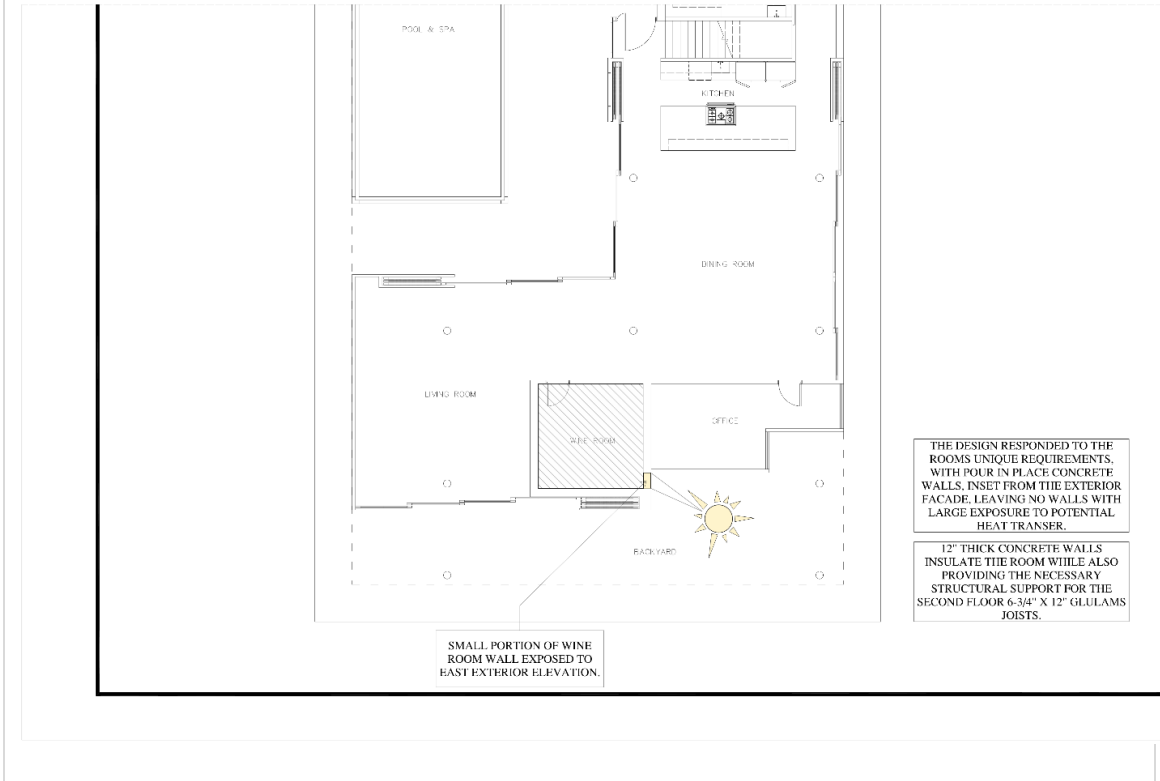 POOL & SPA
KITCHEN
DINING ROOM
LIVING ROOM
WINE ROOM
OFFICE
BACKYARD
THE DESIGN RESPONDED TO THE
ROOMS UNIQUE REQUIREMENTS,
WITH POUR IN PLACE CONCRETE
WALLS, INSET FROM THE EXTERIOR
FACADE, LEAVING NO WALLS WITH
LARGE EXPOSURE TO POTENTIAL
HEAT TRANSER.
12" THICK CONCRETE WALLS
INSULATE THE ROOM WHILE ALSO
PROVIDING THE NECESSARY
STRUCTURAL SUPPORT FOR THE
SECOND FLOOR 6-3/4" X 12" GLULAMS
JOISTS.
SMALL PORTION OF WINE
ROOM WALL EXPOSED TO
EAST EXTERIOR ELEVATION.